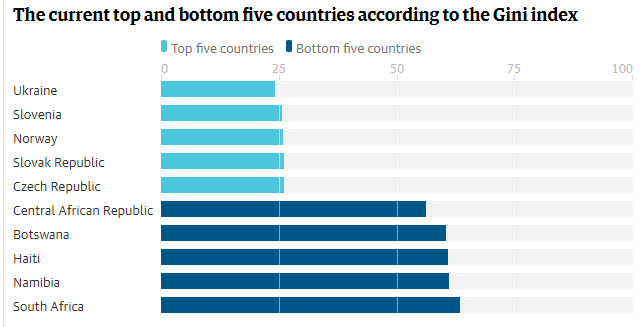 The current top and bottom five countries according to the Gini index
Top five countries Bottom five countries
0 25 50 75 100
Ukraine
Slovenia
Norway
Slovak Republic
Czech Republic
Central African Republic
Botswana
Haiti
Namibia
South Africa